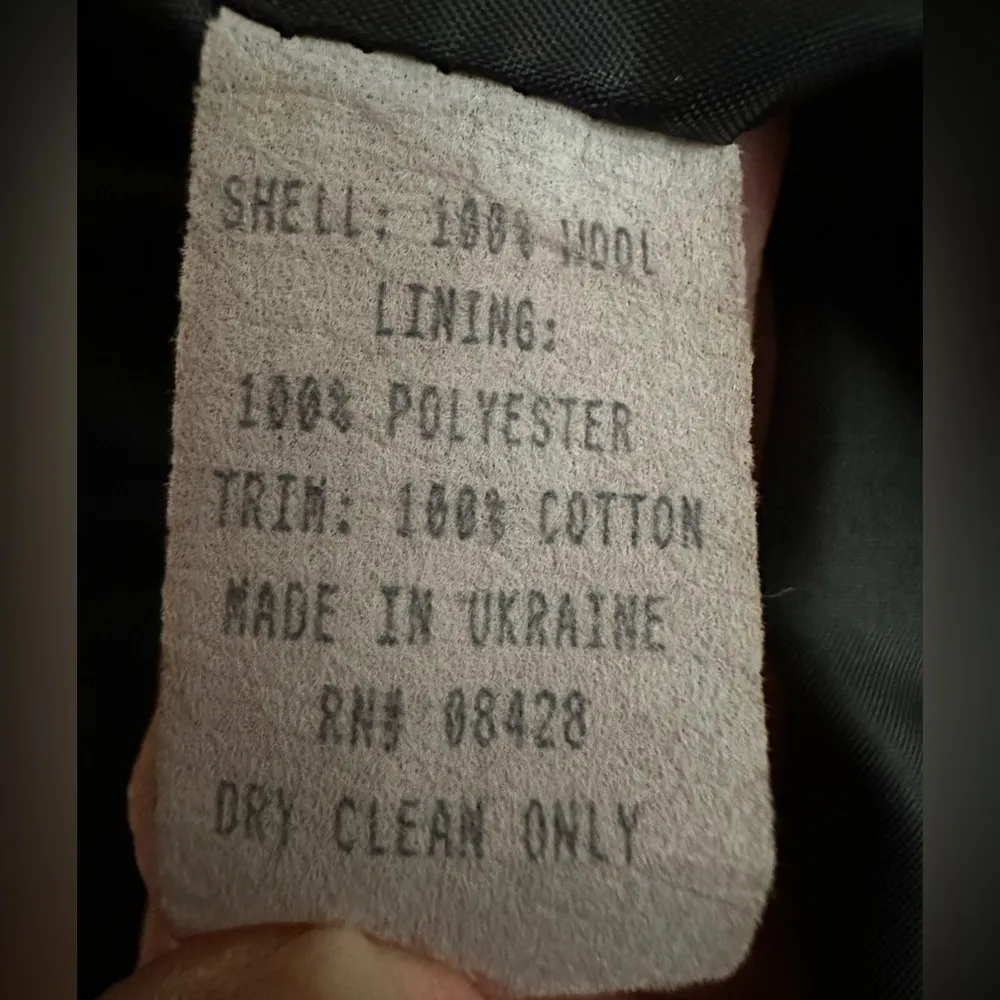 SHELL: 100% WOOL
LINING:
100% POLYESTER
TRIM: 100% COTTON
MADE IN UKRAINE
RN# 08428
DRY CLEAN ONLY